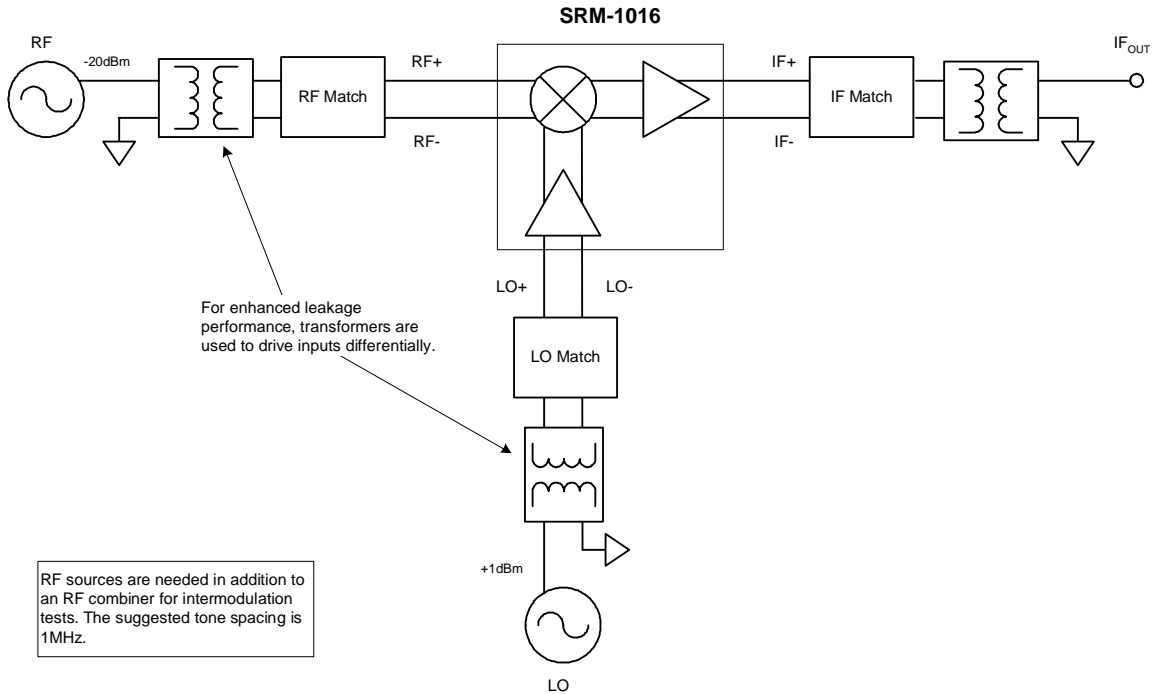 SRM-1016
RF
-20dBm
RF Match
RF+
RF-
IF+
IF-
IF Match
IFOUT
LO+
LO-
For enhanced leakage
performance, transformers are
used to drive inputs differentially.
LO Match
+1dBm
LO
RF sources are needed in addition to
an RF combiner for intermodulation
tests. The suggested tone spacing is
1MHz.